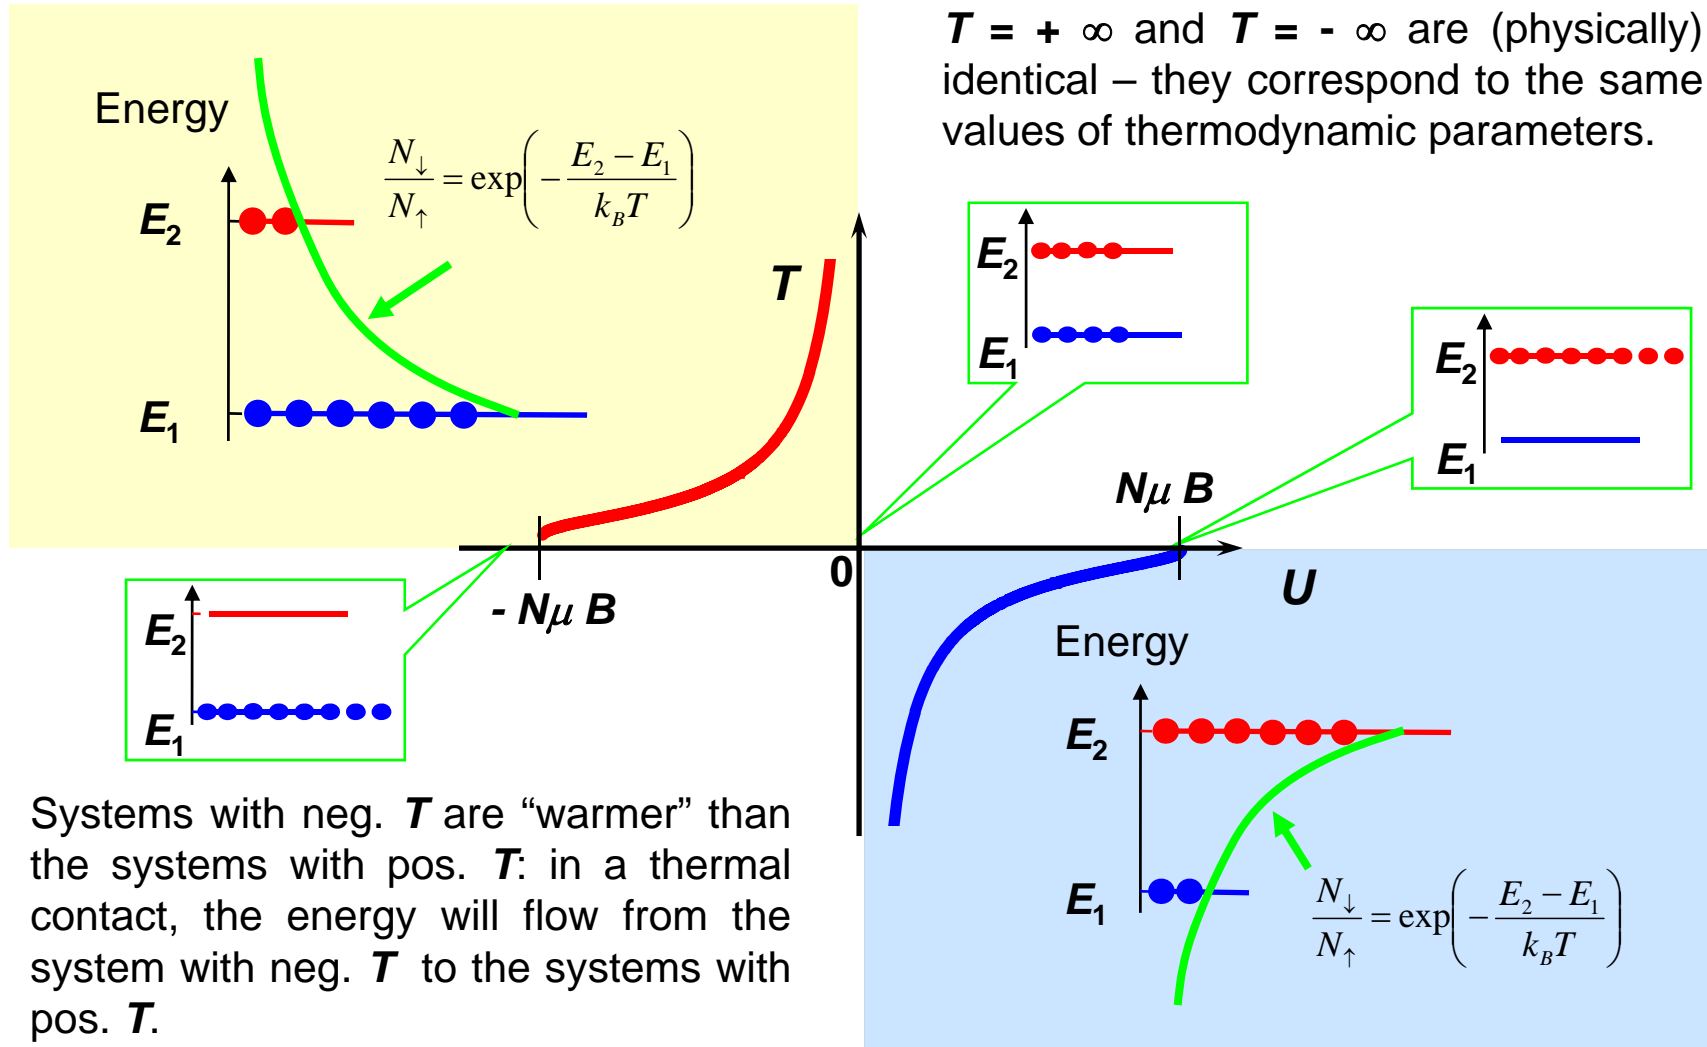 T = + ∞ and T = - ∞ are (physically)
identical – they correspond to the same
values of thermodynamic parameters.
Energy
N↓/N↑ = exp(− (E₂ − E₁)/(k_B T))
E₂
E₁
T
E₂
E₁
E₂
E₁
Nμ B
0
U
- Nμ B
E₂
E₁
Energy
E₂
E₁
N↓/N↑ = exp(− (E₂ − E₁)/(k_B T))
Systems with neg. T are “warmer” than
the systems with pos. T: in a thermal
contact, the energy will flow from the
system with neg. T to the systems with
pos. T.